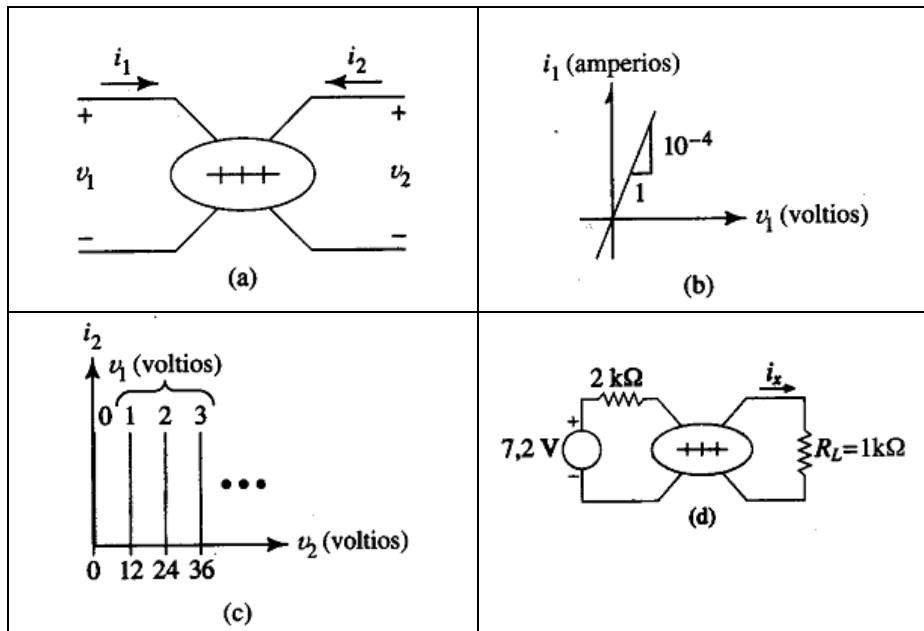 i₁ i₂
+ +
v₁ v₂
− −
(a)
i₁ (amperios)
10⁻⁴
1
v₁ (voltios)
(b)
i₂
v₁ (voltios)
0 1 2 3
v₂ (voltios)
0 12 24 36
(c)
2 kΩ iₓ
+
7,2 V R_L=1kΩ
−
(d)